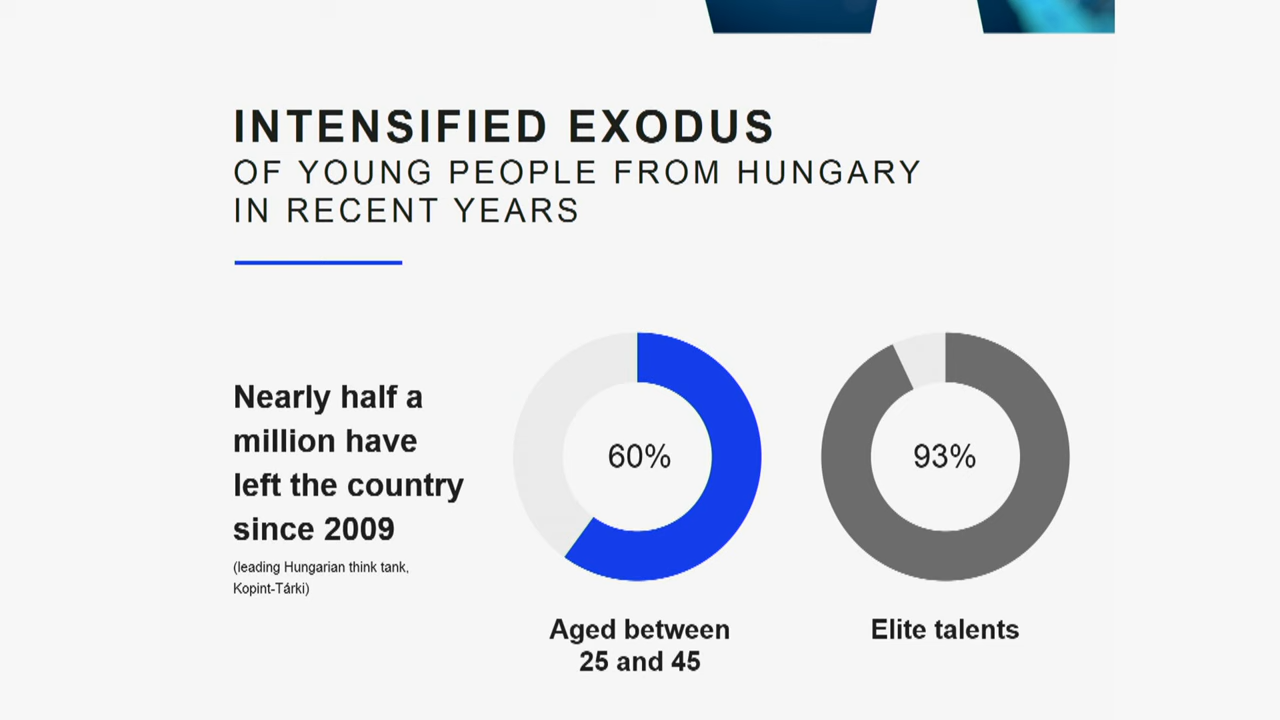 INTENSIFIED EXODUS
OF YOUNG PEOPLE FROM HUNGARY
IN RECENT YEARS
Nearly half a
million have
left the country
since 2009
(leading Hungarian think tank,
Kopint-Tárki)
60%
Aged between
25 and 45
93%
Elite talents